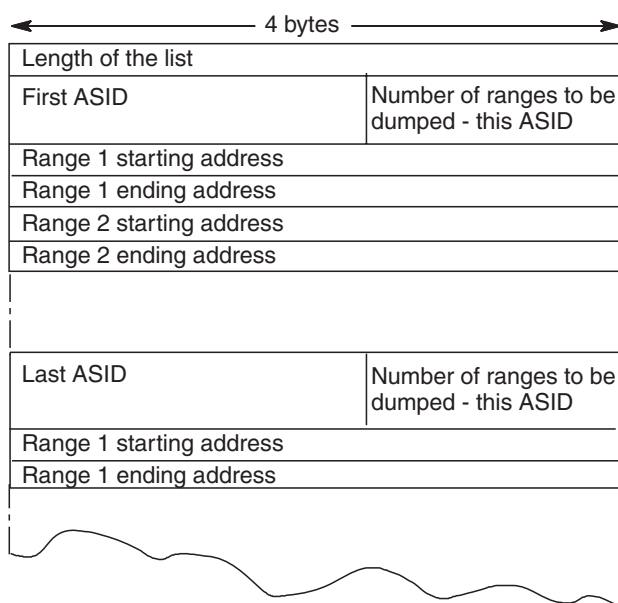 4 bytes
Length of the list
First ASID
Number of ranges to be
dumped - this ASID
Range 1 starting address
Range 1 ending address
Range 2 starting address
Range 2 ending address
Last ASID
Number of ranges to be
dumped - this ASID
Range 1 starting address
Range 1 ending address